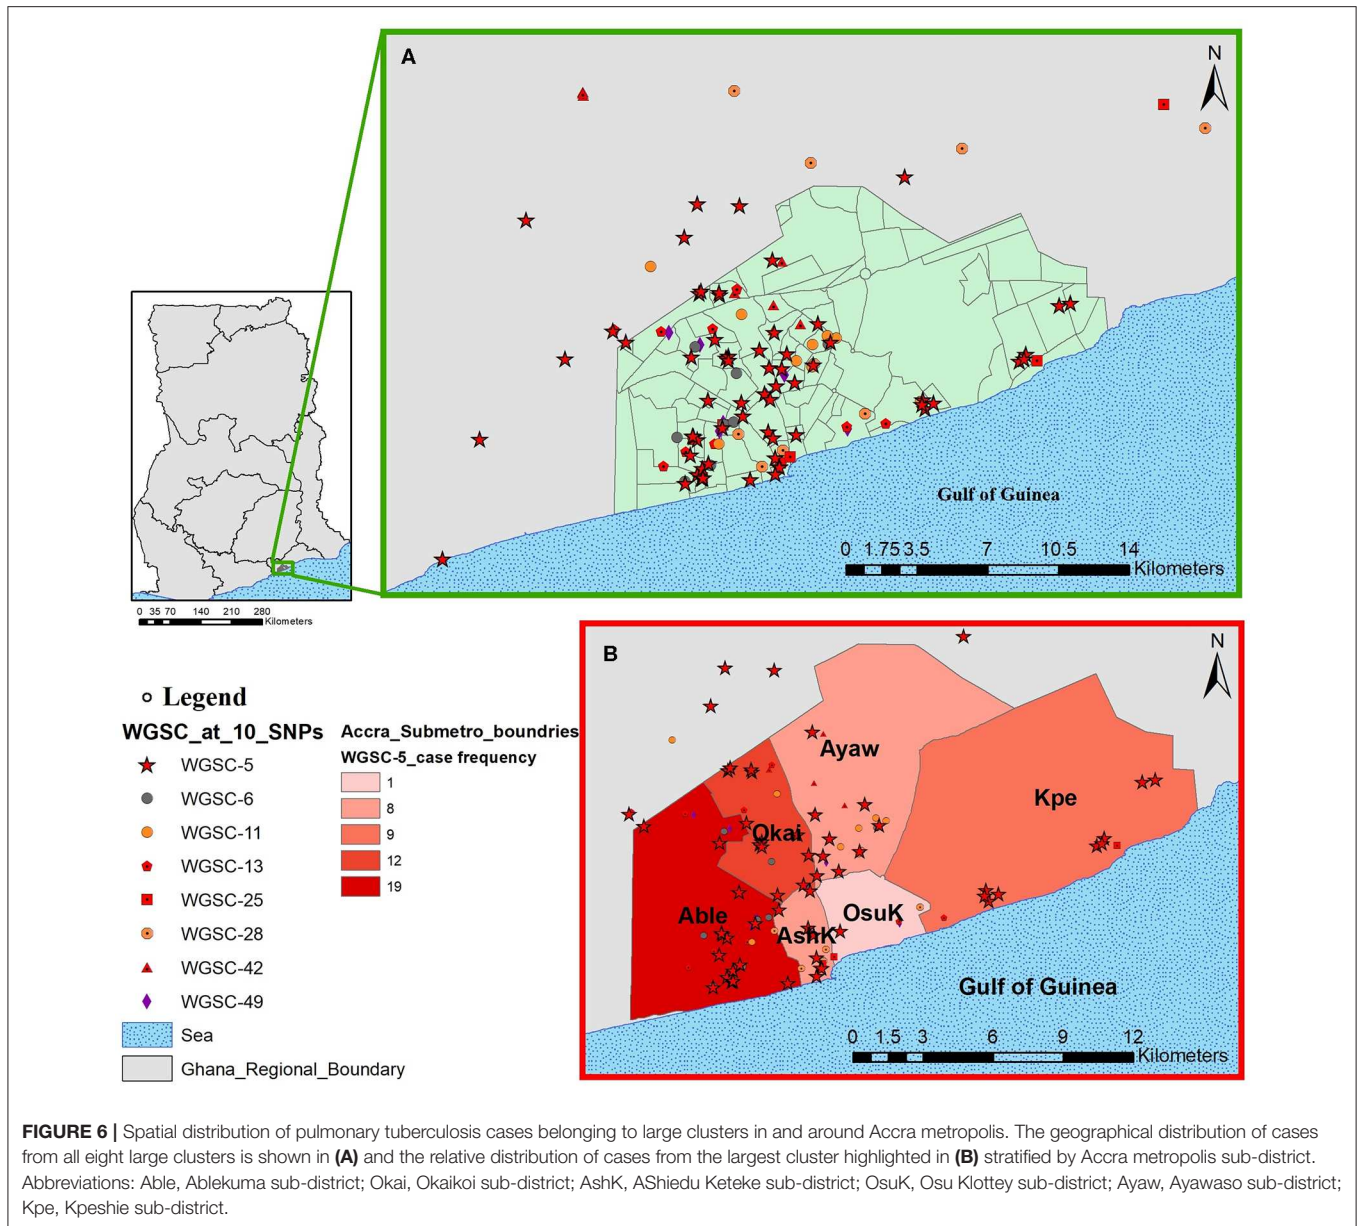 A
N
Gulf of Guinea
0 1.75 3.5 7 10.5 14
Kilometers
0 35 70 140 210 280
Kilometers
B
N
Ayaw
Kpe
Okai
Able
OsuK
AshK
Gulf of Guinea
0 1.5 3 6 9 12
Kilometers
Legend
WGSC_at_10_SNPs
WGSC-5
WGSC-6
WGSC-11
WGSC-13
WGSC-25
WGSC-28
WGSC-42
WGSC-49
Sea
Ghana_Regional_Boundary
Accra_Submetro_boundries
WGSC-5_case frequency
1
8
9
12
19
FIGURE 6 | Spatial distribution of pulmonary tuberculosis cases belonging to large clusters in and around Accra metropolis. The geographical distribution of cases
from all eight large clusters is shown in (A) and the relative distribution of cases from the largest cluster highlighted in (B) stratified by Accra metropolis sub-district.
Abbreviations: Able, Ablekuma sub-district; Okai, Okaikoi sub-district; AshK, AShiedu Keteke sub-district; OsuK, Osu Klottey sub-district; Ayaw, Ayawaso sub-district;
Kpe, Kpeshie sub-district.